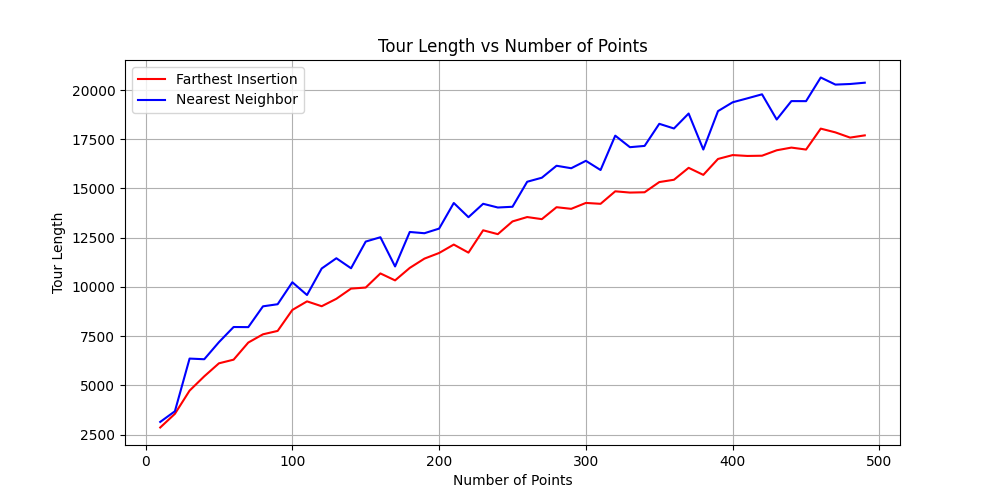 Tour Length vs Number of Points
Farthest Insertion
Nearest Neighbor
20000
17500
15000
12500
10000
7500
5000
2500
Tour Length
0 100 200 300 400 500
Number of Points